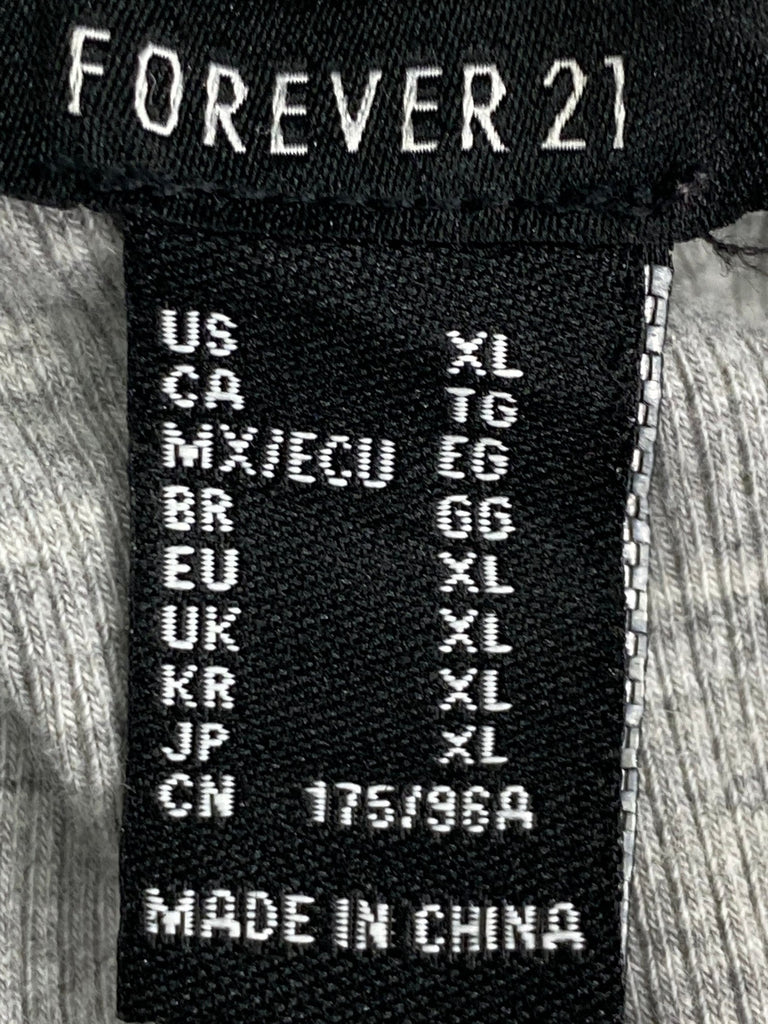 FOREVER 21
US XL
CA TG
MX/ECU EG
BR GG
EU XL
UK XL
KR XL
JP XL
CN 175/96A
MADE IN CHINA